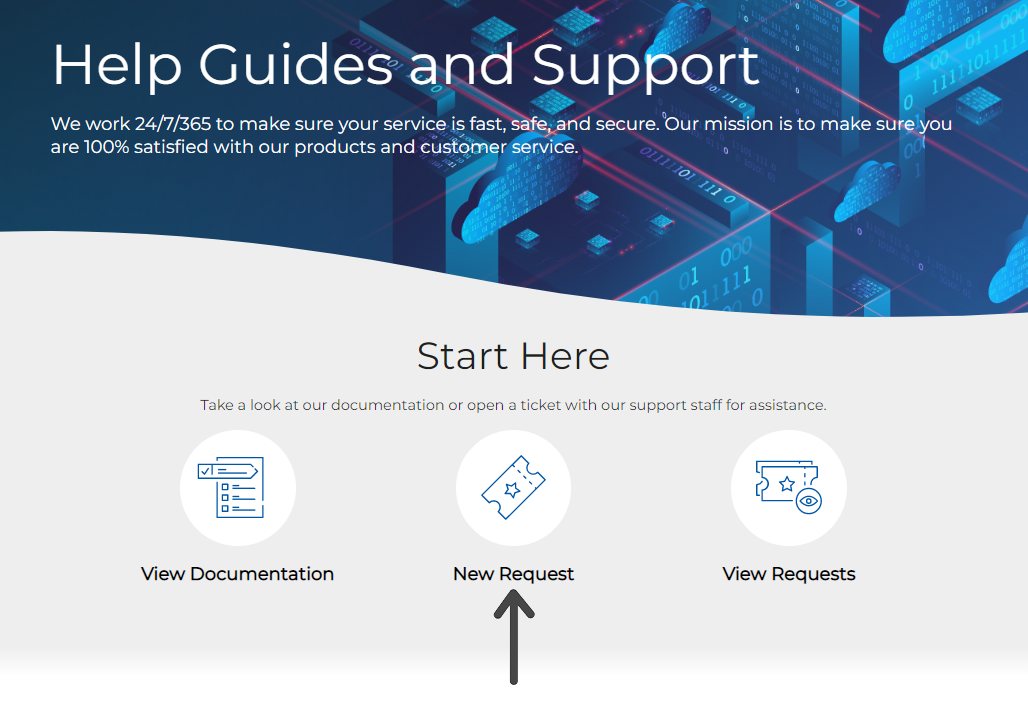 Help Guides and Support
We work 24/7/365 to make sure your service is fast, safe, and secure. Our mission is to make sure you
are 100% satisfied with our products and customer service.
Start Here
Take a look at our documentation or open a ticket with our support staff for assistance.
View Documentation
New Request
View Requests